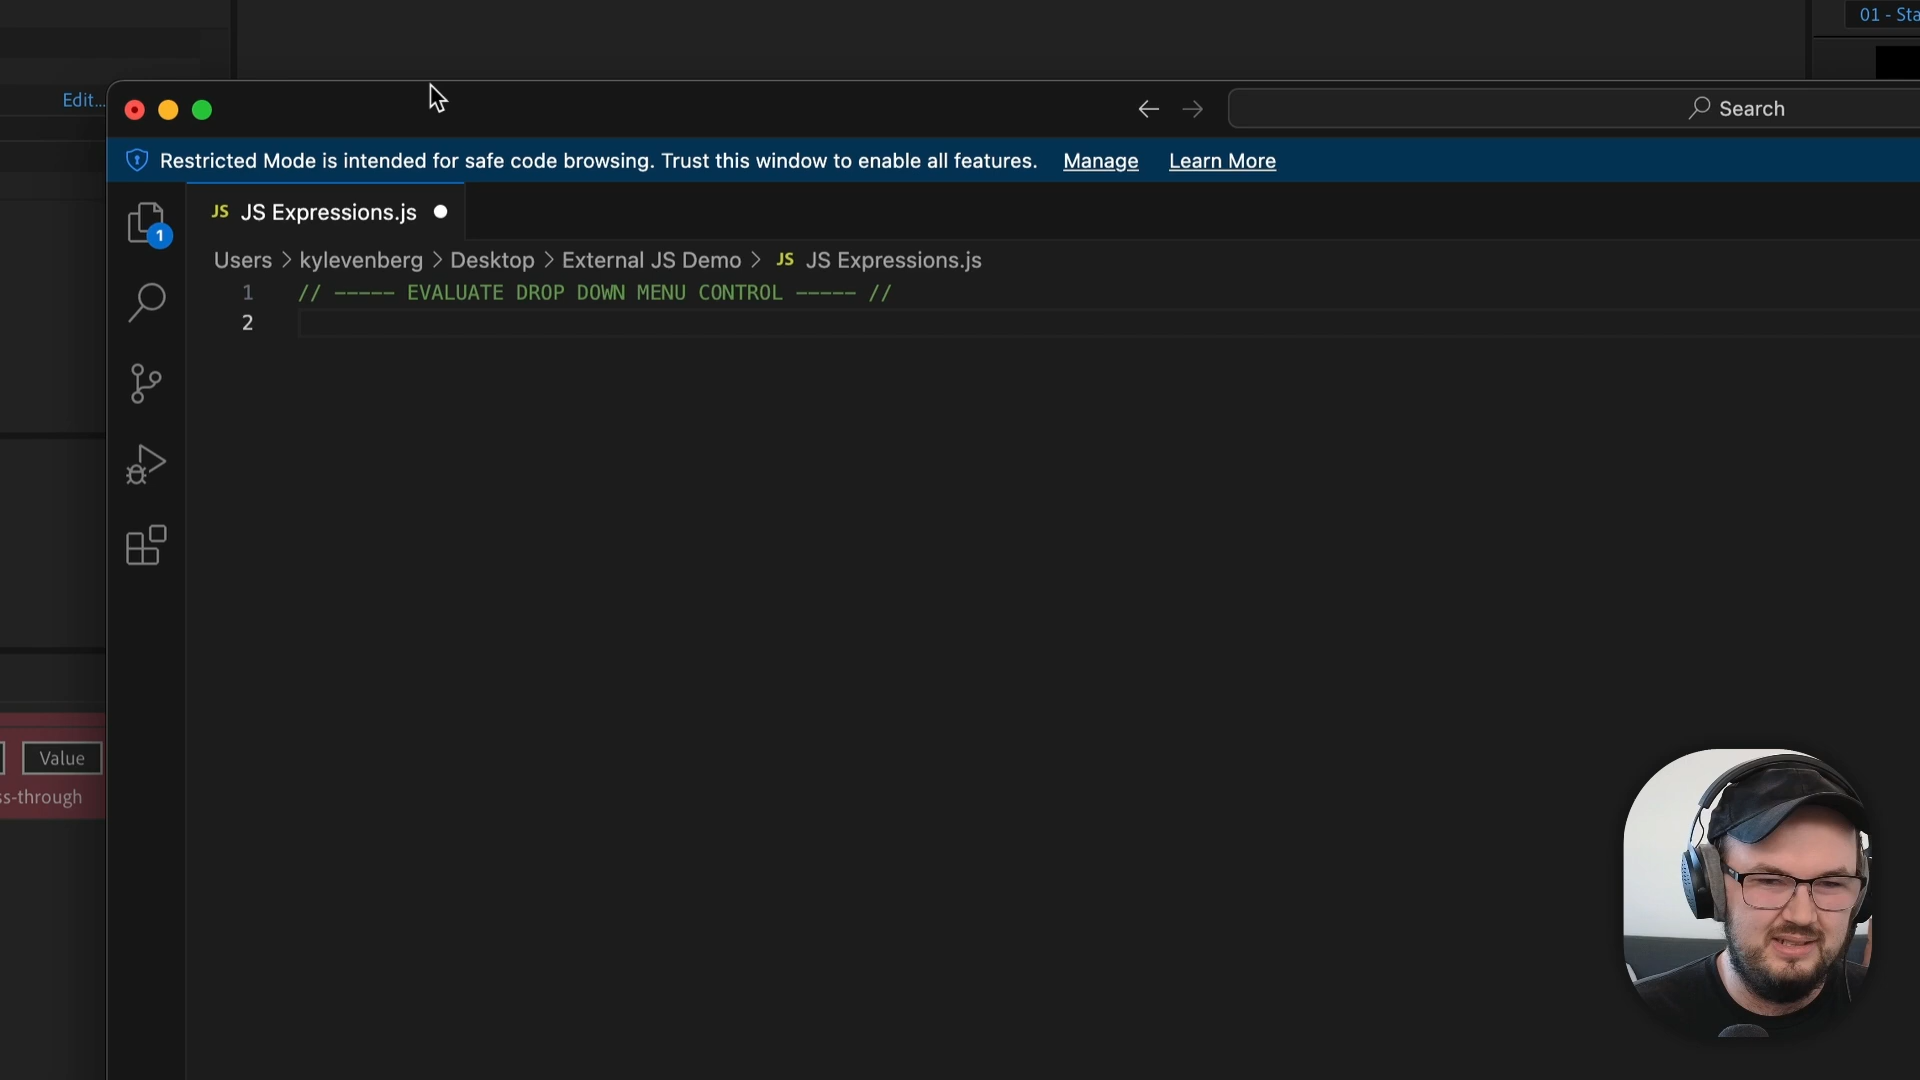 01 - Sta
Edit...
Search
Restricted Mode is intended for safe code browsing. Trust this window to enable all features. Manage Learn More
JS JS Expressions.js
1
Users > kylevenberg > Desktop > External JS Demo > JS JS Expressions.js
1 // ----- EVALUATE DROP DOWN MENU CONTROL ----- //
2
Value
s-through